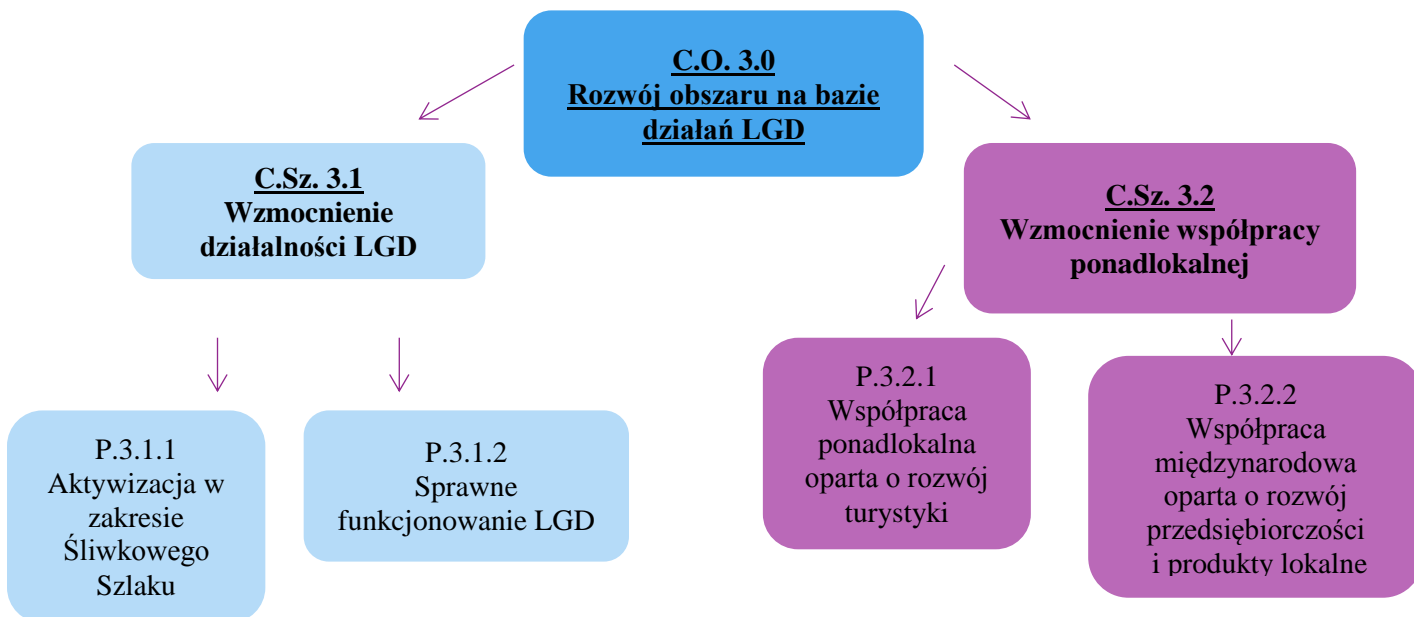 C.O. 3.0
Rozwój obszaru na bazie
działań LGD
C.Sz. 3.1
Wzmocnienie
działalności LGD
C.Sz. 3.2
Wzmocnienie współpracy
ponadlokalnej
P.3.1.1
Aktywizacja w
zakresie
Śliwkowego
Szlaku
P.3.1.2
Sprawne
funkcjonowanie LGD
P.3.2.1
Współpraca
ponadlokalna
oparta o rozwój
turystyki
P.3.2.2
Współpraca
międzynarodowa
oparta o rozwój
przedsiębiorczości
i produkty lokalne